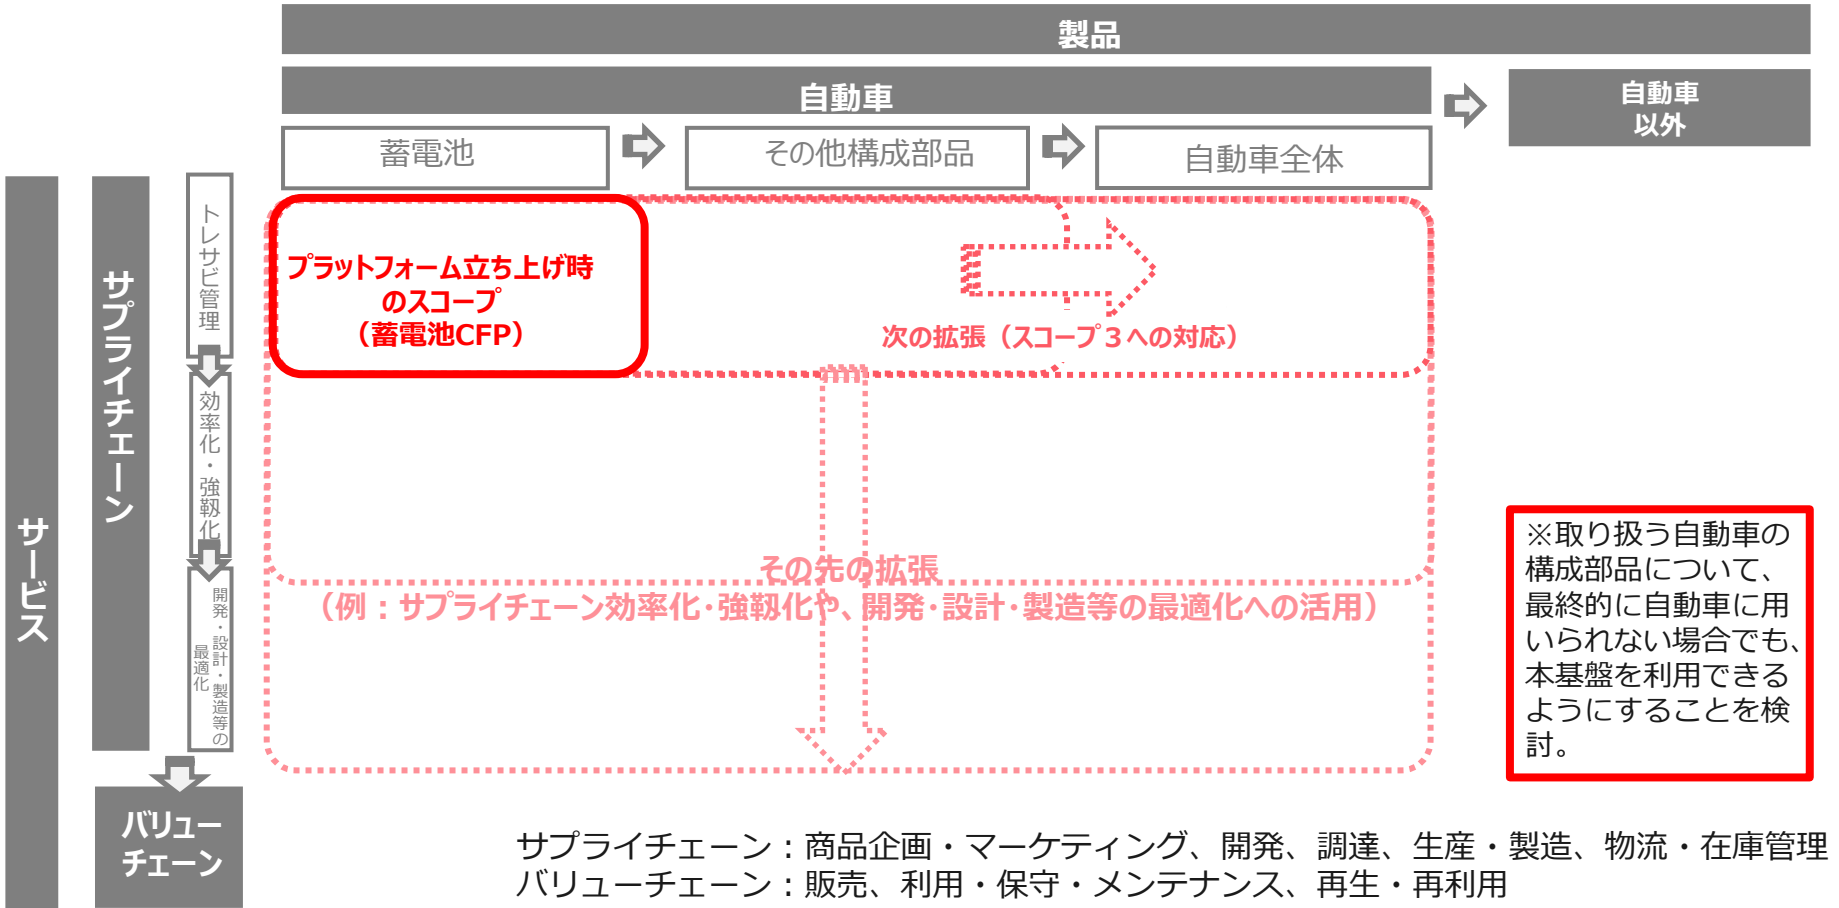 製品
自動車
自動車
以外
蓄電池
その他構成部品
自動車全体
サービス
サプライチェーン
トレサビ管理
効率化・強靱化
開発・設計・製造等の
最適化
バリュー
チェーン
プラットフォーム立ち上げ時
のスコープ
（蓄電池CFP）
次の拡張（スコープ３への対応）
その先の拡張
（例：サプライチェーン効率化・強靱化や、開発・設計・製造等の最適化への活用）
※取り扱う自動車の
構成部品について、
最終的に自動車に用
いられない場合でも、
本基盤を利用できる
ようにすることを検
討。
サプライチェーン：商品企画・マーケティング、開発、調達、生産・製造、物流・在庫管理
バリューチェーン：販売、利用・保守・メンテナンス、再生・再利用